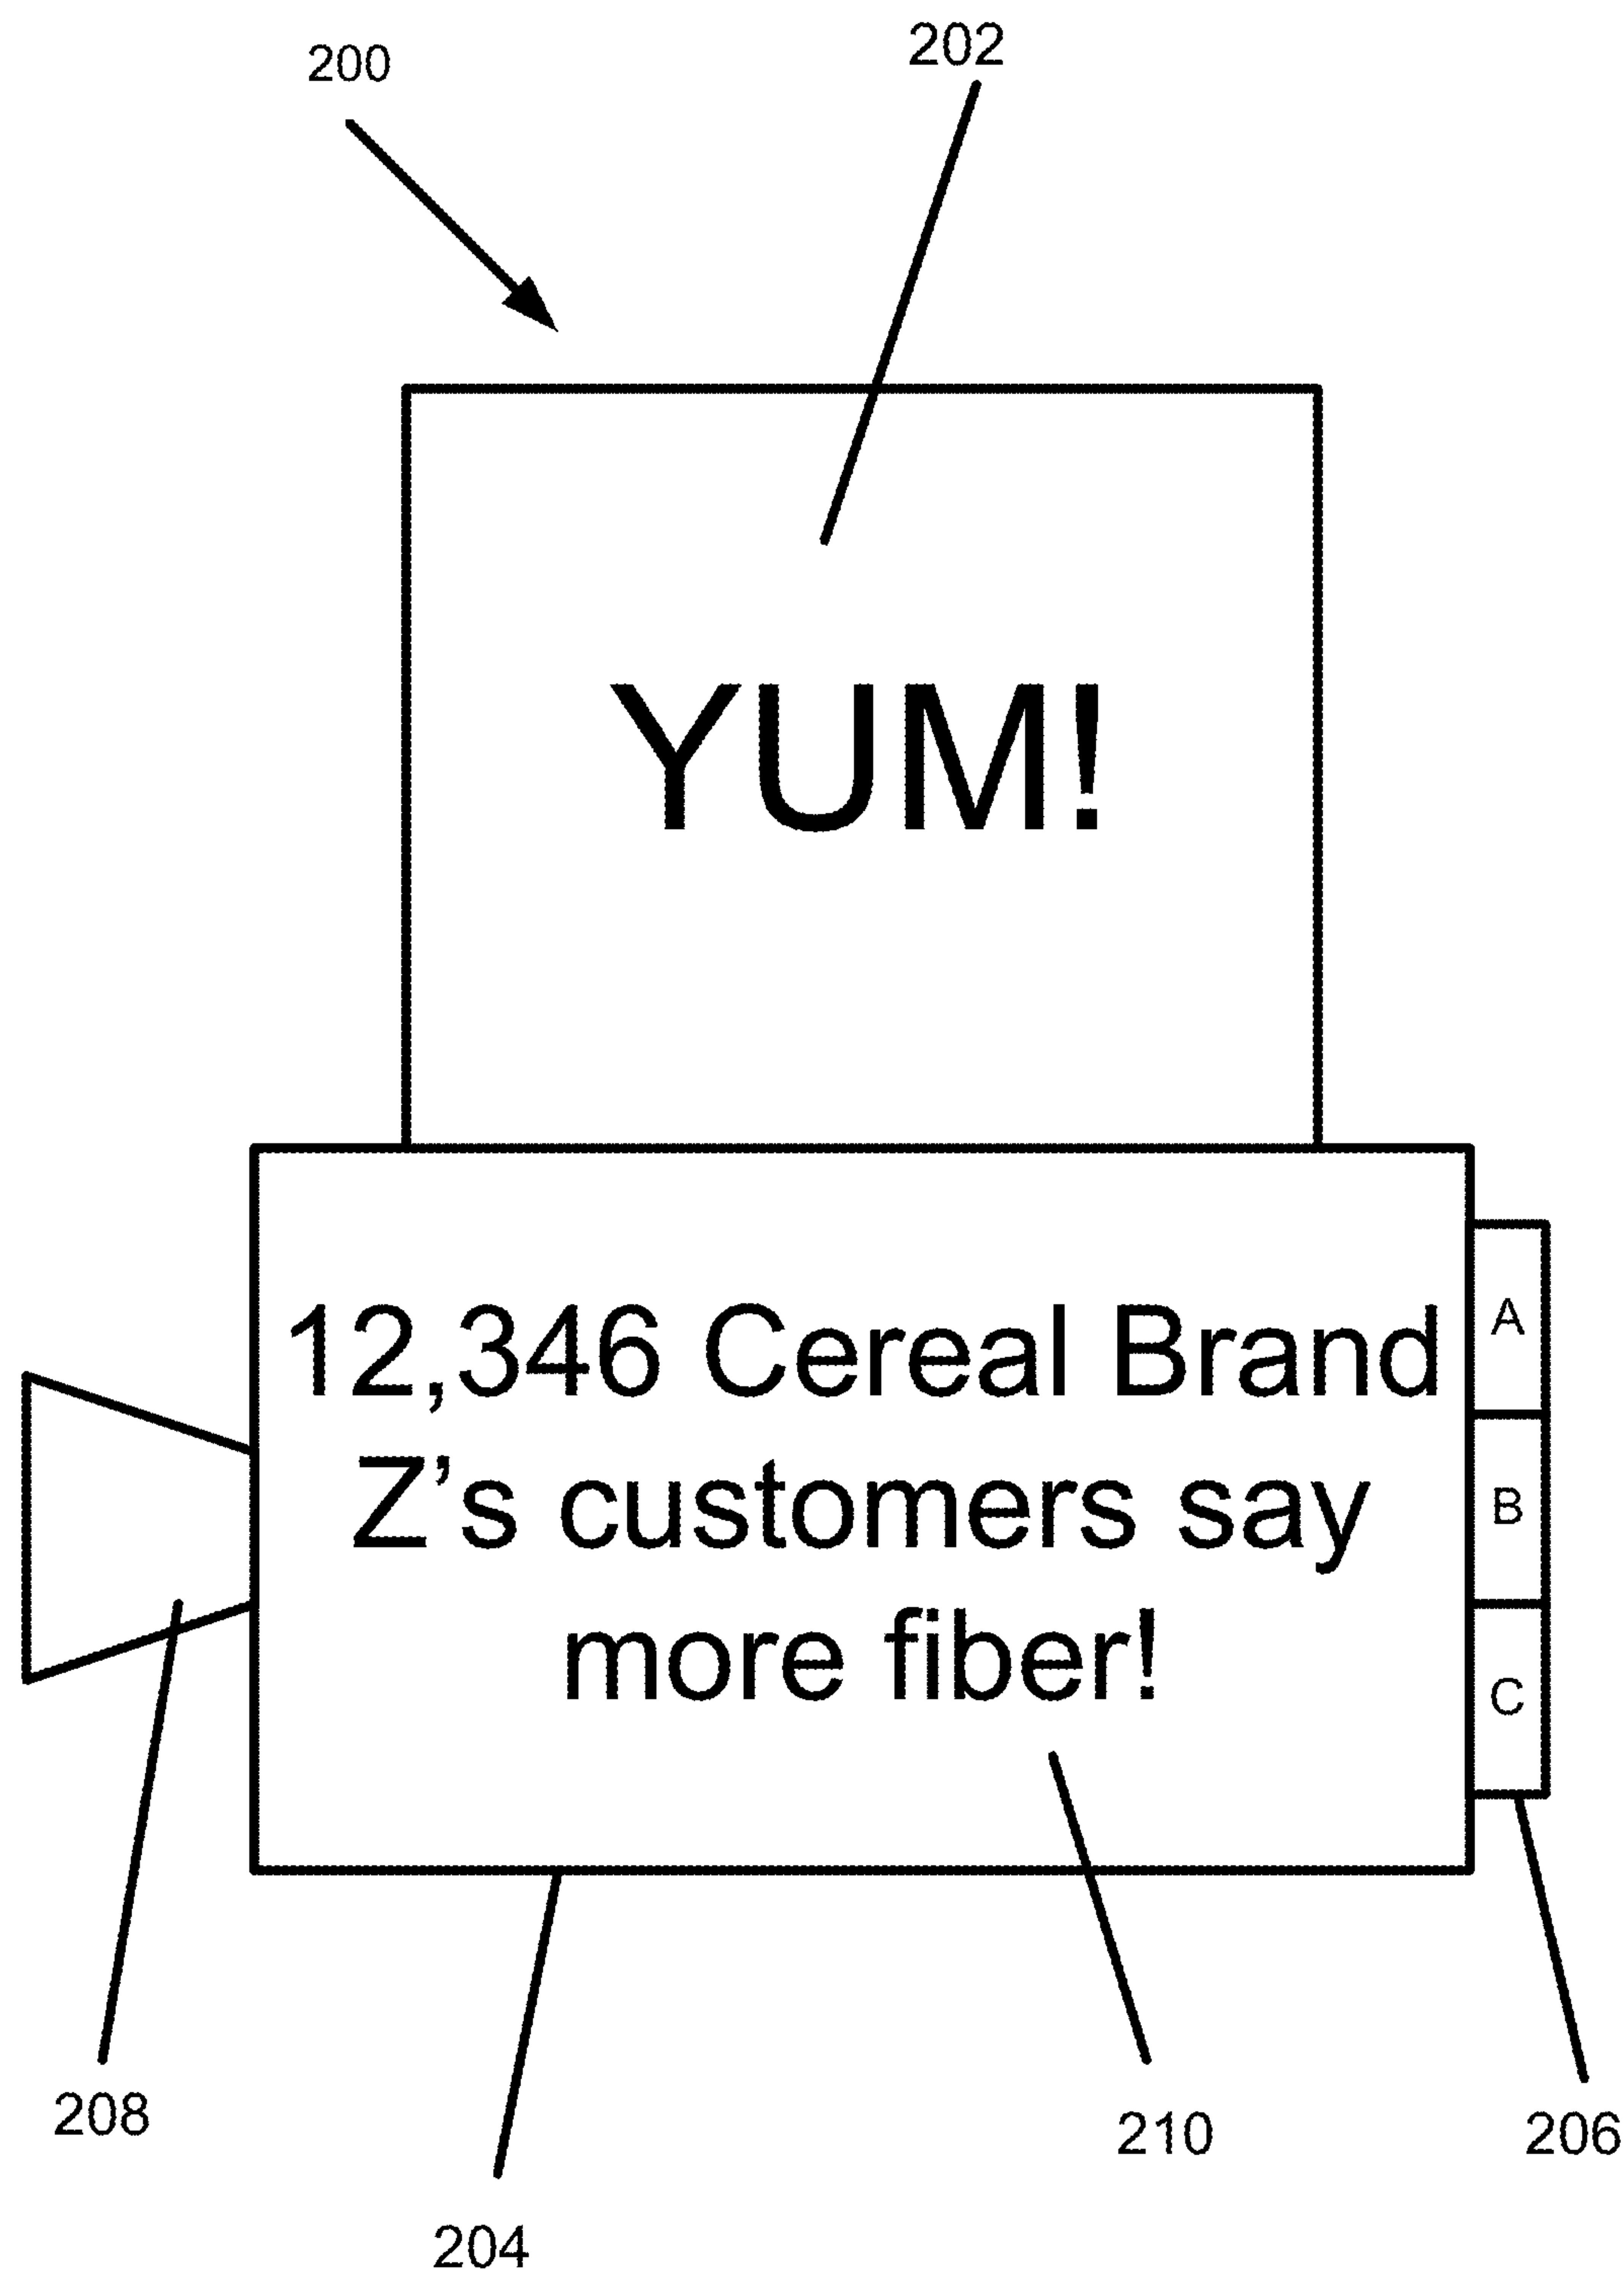 200
202
YUM!
12,346 Cereal Brand
Z’s customers say
more fiber!
A
B
C
208
210
206
204